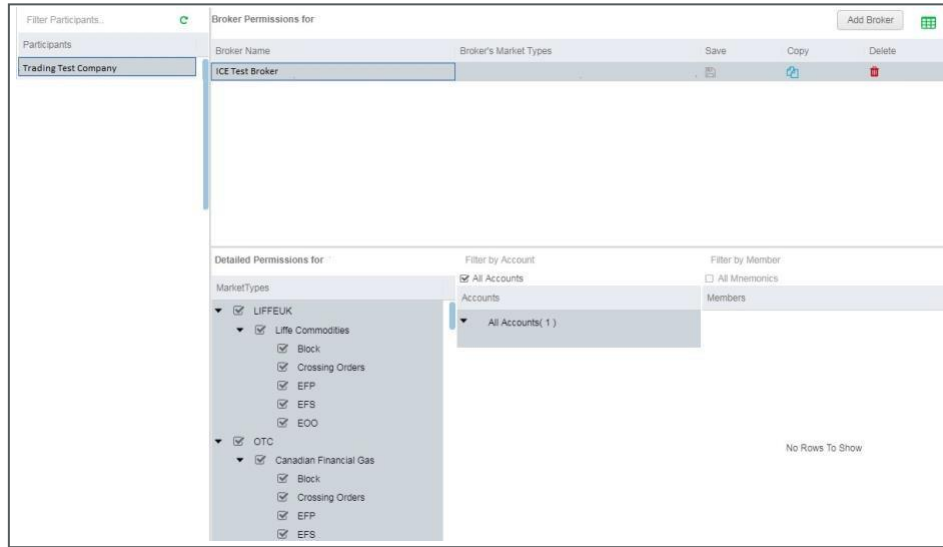 Filter Participants..
Participants
Trading Test Company
Broker Permissions for
Add Broker
Broker Name Broker's Market Types Save Copy Delete
ICE Test Broker
Detailed Permissions for
MarketTypes
LIFFEUK
Liffe Commodities
Block
Crossing Orders
EFP
EFS
EOO
OTC
Canadian Financial Gas
Block
Crossing Orders
EFP
EFS
Filter by Account
All Accounts
Accounts
All Accounts( 1 )
Filter by Member
All Mnemonics
Members
No Rows To Show